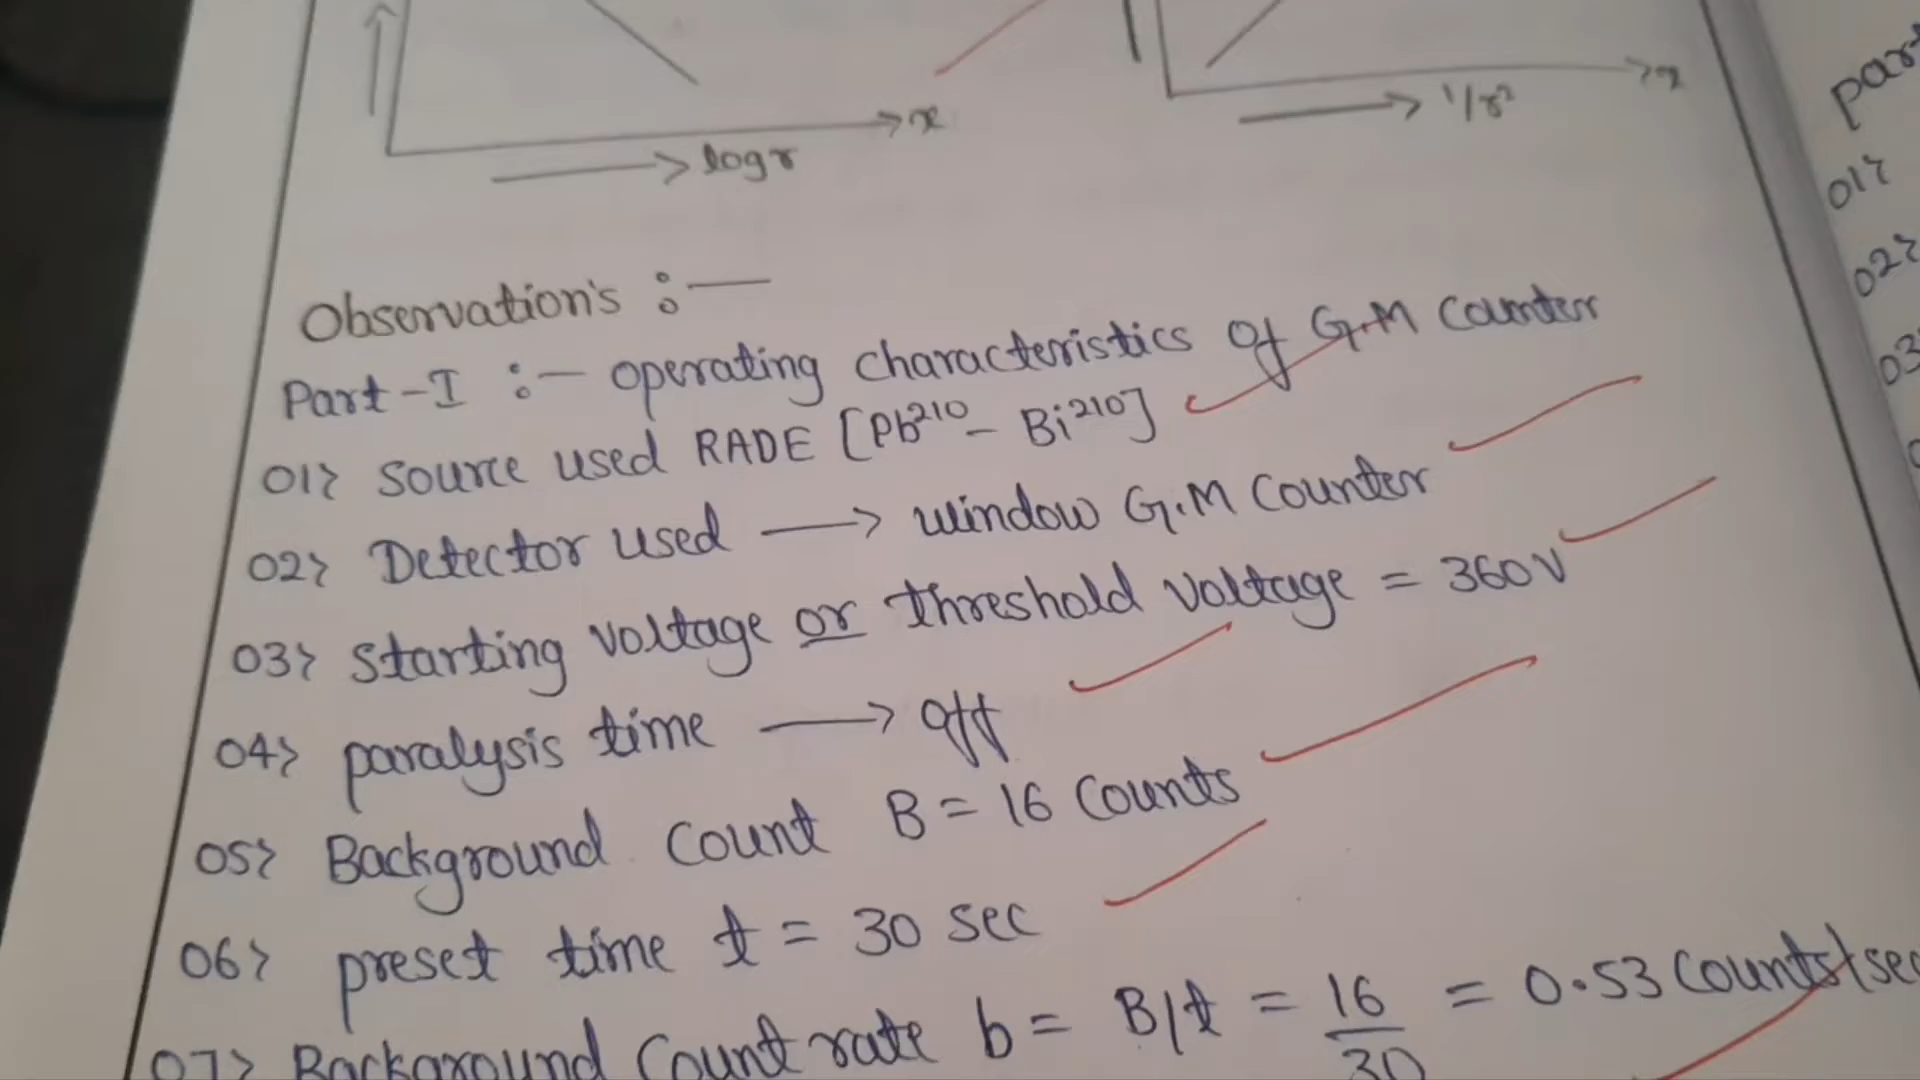 x
log r
x
1/r²
Observation's :—
Part-I :— operating characteristics of G.M Counter
01> Source used RADE [Pb²¹⁰- Bi²¹⁰]
02> Detector used → window G.M Counter
03> Starting voltage or threshold voltage = 360V
04> paralysis time → off
05> Background Count B = 16 Counts
06> preset time t = 30 sec
07> Background Count rate b = B/t = 16/30 = 0.53 Counts/sec
par
01>
02>
03